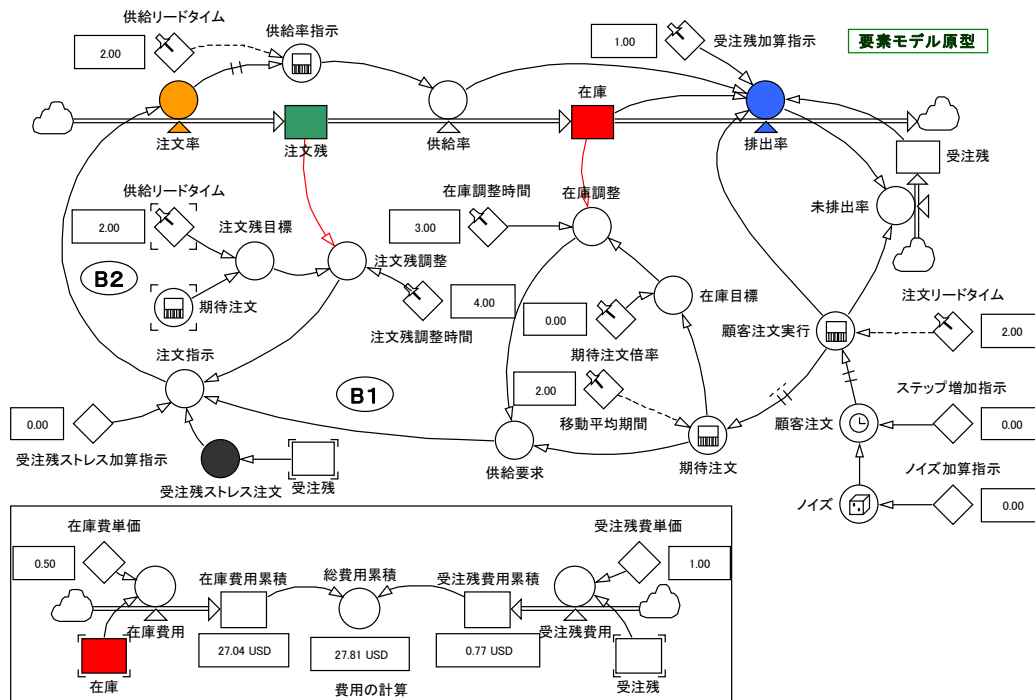 供給リードタイム
2.00
供給率指示
1.00
受注残加算指示
要素モデル原型
注文率
注文残
供給率
在庫
排出率
受注残
未排出率
供給リードタイム
2.00
注文残目標
期待注文
B2
注文残調整
4.00
注文残調整時間
在庫調整時間
3.00
在庫調整
0.00
期待注文倍率
在庫目標
2.00
移動平均期間
期待注文
顧客注文実行
注文リードタイム
2.00
ステップ増加指示
顧客注文
0.00
ノイズ加算指示
ノイズ
0.00
注文指示
B1
0.00
受注残ストレス加算指示
受注残ストレス注文
受注残
供給要求
在庫費単価
0.50
在庫費用
在庫
在庫費用累積
27.04 USD
総費用累積
27.81 USD
受注残費用累積
0.77 USD
受注残費単価
1.00
受注残費用
受注残
費用の計算